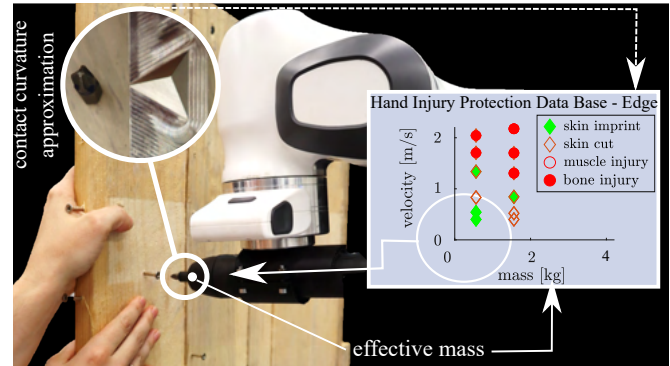 contact curvature
approximation
Hand Injury Protection Data Base - Edge
velocity [m/s]
2
1
0
0
2
4
mass [kg]
skin imprint
skin cut
muscle injury
bone injury
effective mass